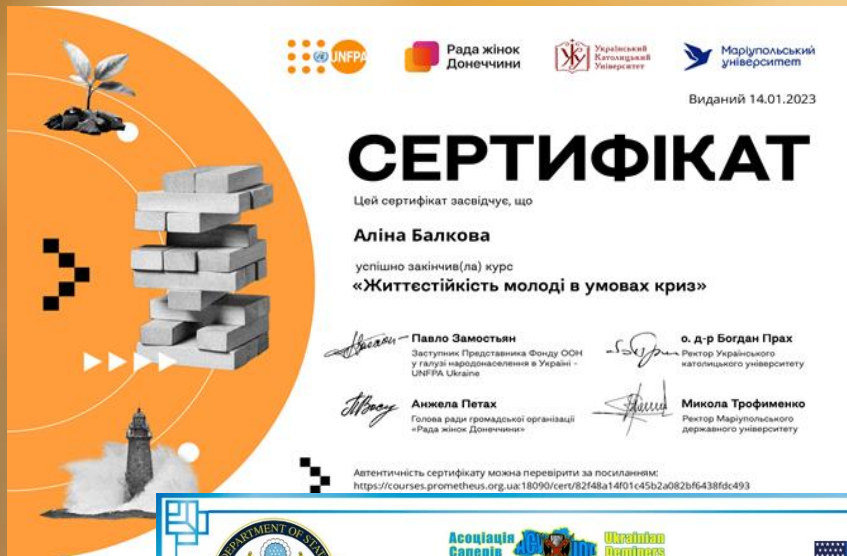 UNFPA
Рада жінок
Донеччини
Український
Католицький
Університет
Маріупольський
університет
Виданий 14.01.2023
СЕРТИФІКАТ
Цей сертифікат засвідчує, що
Аліна Балкова
успішно закінчив(ла) курс
«Життєстійкість молоді в умовах криз»
Павло Замостьян
Заступник Представника Фонду ООН
у галузі народонаселення в Україні –
UNFPA Ukraine
о. д-р Богдан Прах
Ректор Українського
католицького університету
Анжела Петах
Голова ради громадської організації
«Рада жінок Донеччини»
Микола Трофименко
Ректор Маріупольського
державного університету
Автентичність сертифікату можна перевірити за посиланням:
https://courses.prometheus.org.ua:18090/cert/82f48a14f01c45b2a082bf6438fdc493
DEPARTMENT OF STATE
Асоціація
Саперів
Ukrainian
Deminers